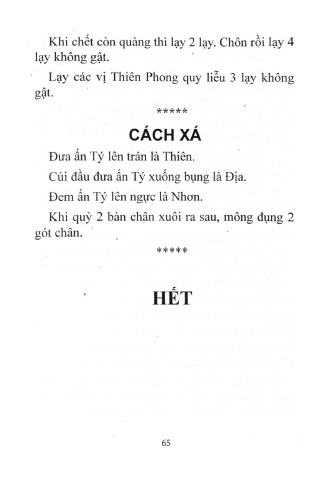 Khi chết còn quàng thì lạy 2 lạy. Chôn rồi lạy 4
lạy không gật.
Lạy các vị Thiên Phong quy liễu 3 lạy không
gật.
*****
CÁCH XÁ
Đưa ấn Tý lên trán là Thiên.
Cúi đầu đưa ấn Tý xuống bụng là Địa.
Đem ấn Tý lên ngực là Nhơn.
Khi quỳ 2 bàn chân xuôi ra sau, mông đụng 2
gót chân.
*****
HẾT
65